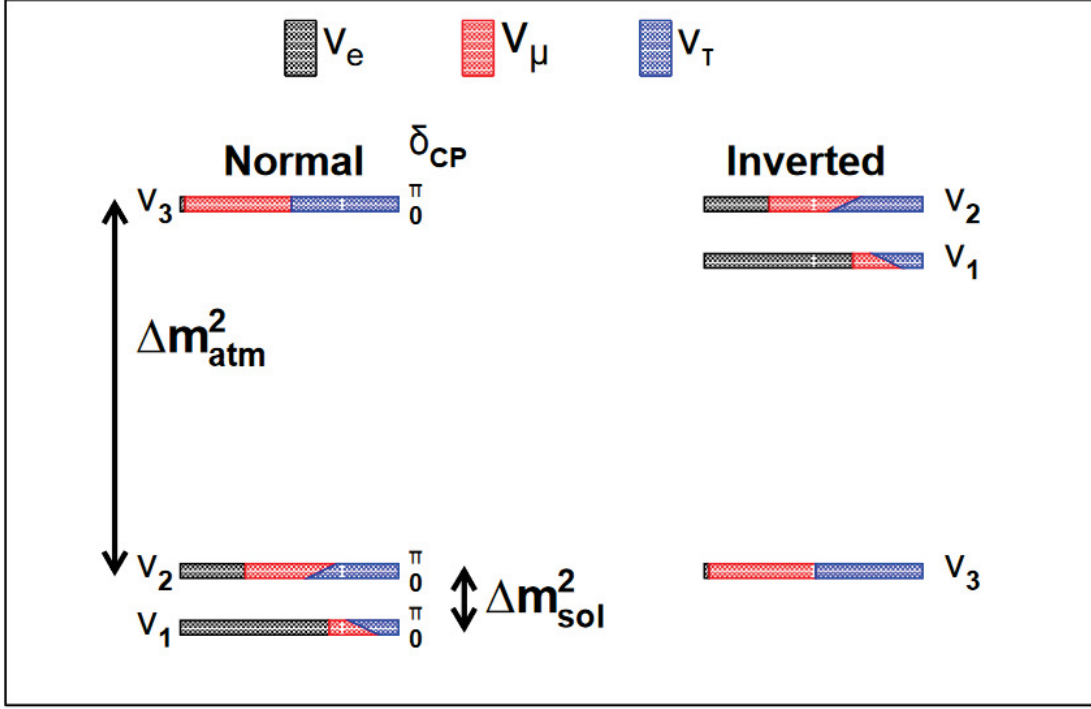 νe νμ ντ
Normal δCP Inverted
ν3 π ν2
0
ν1
Δm²atm
ν2 π ν3
0
Δm²sol
ν1 π
0